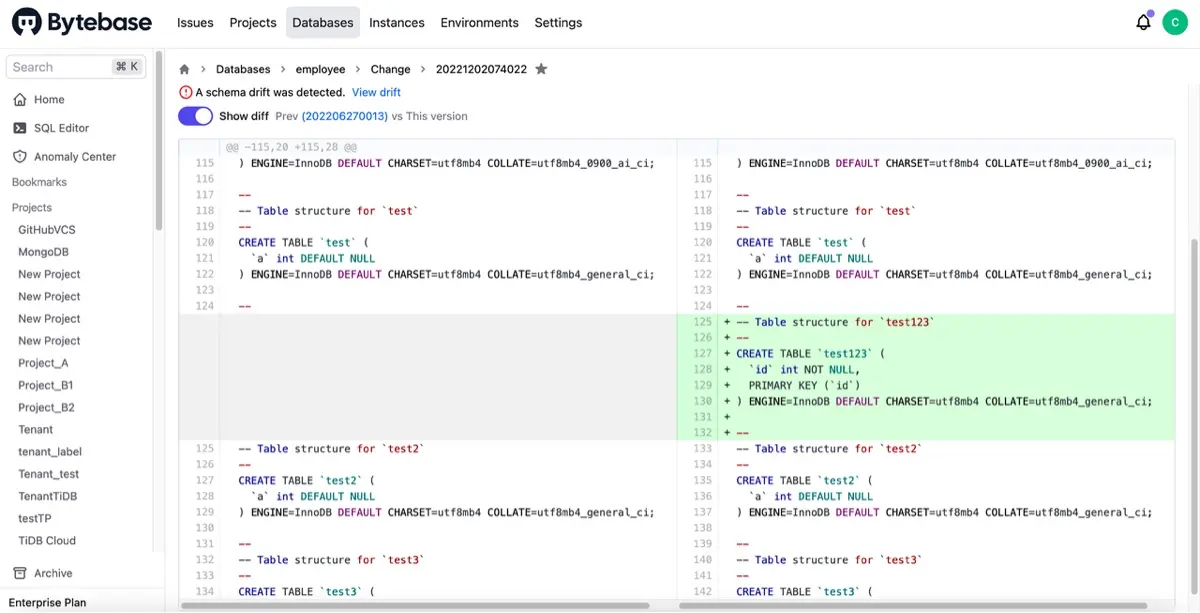 Bytebase
Issues Projects Databases Instances Environments Settings
C
Search ⌘ K
Home
SQL Editor
Anomaly Center
Bookmarks
Projects
GitHubVCS
MongoDB
New Project
New Project
New Project
New Project
Project_A
Project_B1
Project_B2
Tenant
tenant_label
Tenant_test
TenantTiDB
testTP
TiDB Cloud
Archive
Enterprise Plan
Databases > employee > Change > 20221202074022
A schema drift was detected. View drift
Show diff Prev (202206270013) vs This version
@@ -115,20 +115,28 @@
115 ) ENGINE=InnoDB DEFAULT CHARSET=utf8mb4 COLLATE=utf8mb4_0900_ai_ci;
116
117 --
118 -- Table structure for `test`
119 --
120 CREATE TABLE `test` (
121 `a` int DEFAULT NULL
122 ) ENGINE=InnoDB DEFAULT CHARSET=utf8mb4 COLLATE=utf8mb4_general_ci;
123
124 --
125 -- Table structure for `test2`
126 --
127 CREATE TABLE `test2` (
128 `a` int DEFAULT NULL
129 ) ENGINE=InnoDB DEFAULT CHARSET=utf8mb4 COLLATE=utf8mb4_general_ci;
130
131 --
132 -- Table structure for `test3`
133 --
134 CREATE TABLE `test3` (
115 ) ENGINE=InnoDB DEFAULT CHARSET=utf8mb4 COLLATE=utf8mb4_0900_ai_ci;
116
117 --
118 -- Table structure for `test`
119 --
120 CREATE TABLE `test` (
121 `a` int DEFAULT NULL
122 ) ENGINE=InnoDB DEFAULT CHARSET=utf8mb4 COLLATE=utf8mb4_general_ci;
123
124 --
125 + -- Table structure for `test123`
126 + --
127 + CREATE TABLE `test123` (
128 + `id` int NOT NULL,
129 + PRIMARY KEY (`id`)
130 + ) ENGINE=InnoDB DEFAULT CHARSET=utf8mb4 COLLATE=utf8mb4_general_ci;
131 +
132 + --
133 -- Table structure for `test2`
134 --
135 CREATE TABLE `test2` (
136 `a` int DEFAULT NULL
137 ) ENGINE=InnoDB DEFAULT CHARSET=utf8mb4 COLLATE=utf8mb4_general_ci;
138
139 --
140 -- Table structure for `test3`
141 --
142 CREATE TABLE `test3` (